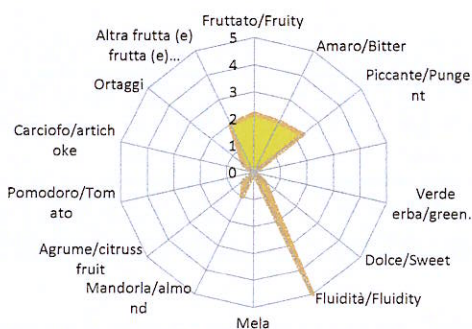 Fruttato/Fruity
Altra frutta (e)
frutta (e)...
Amaro/Bitter
Piccante/Punge
nt
Ortaggi
Carciofo/artich
oke
Pomodoro/Tom
ato
Verde
erba/green.
Agrume/citruss
fruit
Dolce/Sweet
Mandorla/almo
nd
Fluidità/Fluidity
Mela
5
4
3
2
1
0